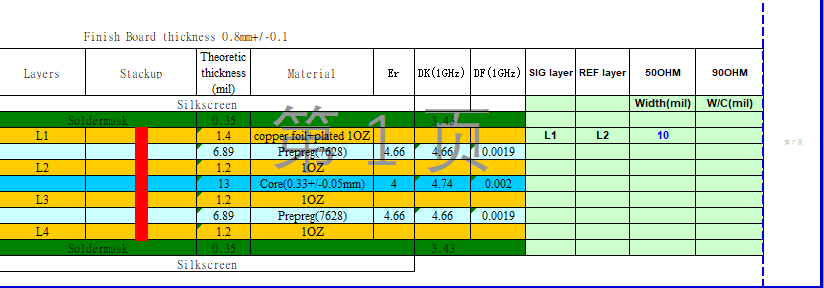 Finish Board thickness 0.8mm+/-0.1
Layers Stackup Theoretic thickness (mil) Material Er DK(1GHz) DF(1GHz) SIG layer REF layer 50OHM 90OHM
Silkscreen Width(mil) W/C(mil)
Soldermask 0.35 3.43
L1 1.4 copper foil+plated 1OZ L1 L2 10
6.89 Prepreg(7628) 4.66 4.66 0.0019
L2 1.2 1OZ
13 Core(0.33+/-0.05mm) 4 4.74 0.002
L3 1.2 1OZ
6.89 Prepreg(7628) 4.66 4.66 0.0019
L4 1.2 1OZ
Soldermask 0.35 3.43
Silkscreen
第 1 页
第 2 页